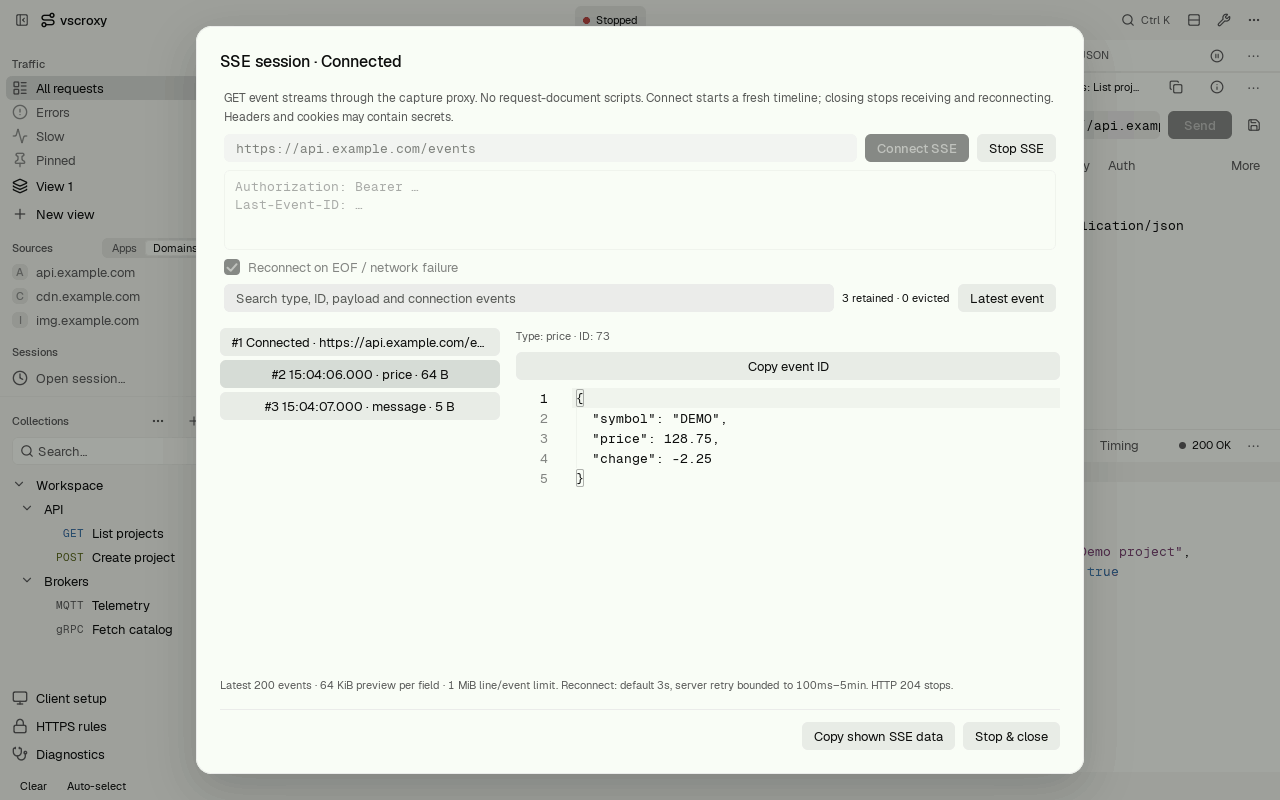 vscroxy
Stopped
Ctrl K
Traffic
All requests
Errors
Slow
Pinned
View 1
New view
Sources
Apps
Domains
A api.example.com
C cdn.example.com
I img.example.com
Sessions
Open session…
Collections
Search…
Workspace
API
GET List projects
POST Create project
Brokers
MQTT Telemetry
gRPC Fetch catalog
Client setup
HTTPS rules
Diagnostics
Clear
Auto-select
SSE session · Connected
GET event streams through the capture proxy. No request-document scripts. Connect starts a fresh timeline; closing stops receiving and reconnecting.
Headers and cookies may contain secrets.
https://api.example.com/events
Connect SSE
Stop SSE
Authorization: Bearer …
Last-Event-ID: …
Reconnect on EOF / network failure
Search type, ID, payload and connection events
3 retained · 0 evicted
Latest event
#1 Connected · https://api.example.com/e…
#2 15:04:06.000 · price · 64 B
#3 15:04:07.000 · message · 5 B
Type: price · ID: 73
Copy event ID
1 {
2 "symbol": "DEMO",
3 "price": 128.75,
4 "change": -2.25
5 }
Latest 200 events · 64 KiB preview per field · 1 MiB line/event limit. Reconnect: default 3s, server retry bounded to 100ms–5min. HTTP 204 stops.
Copy shown SSE data
Stop & close
JSON
: List proj…
/api.examp
Send
Auth
More
lication/json
Timing
200 OK
Demo project",
true